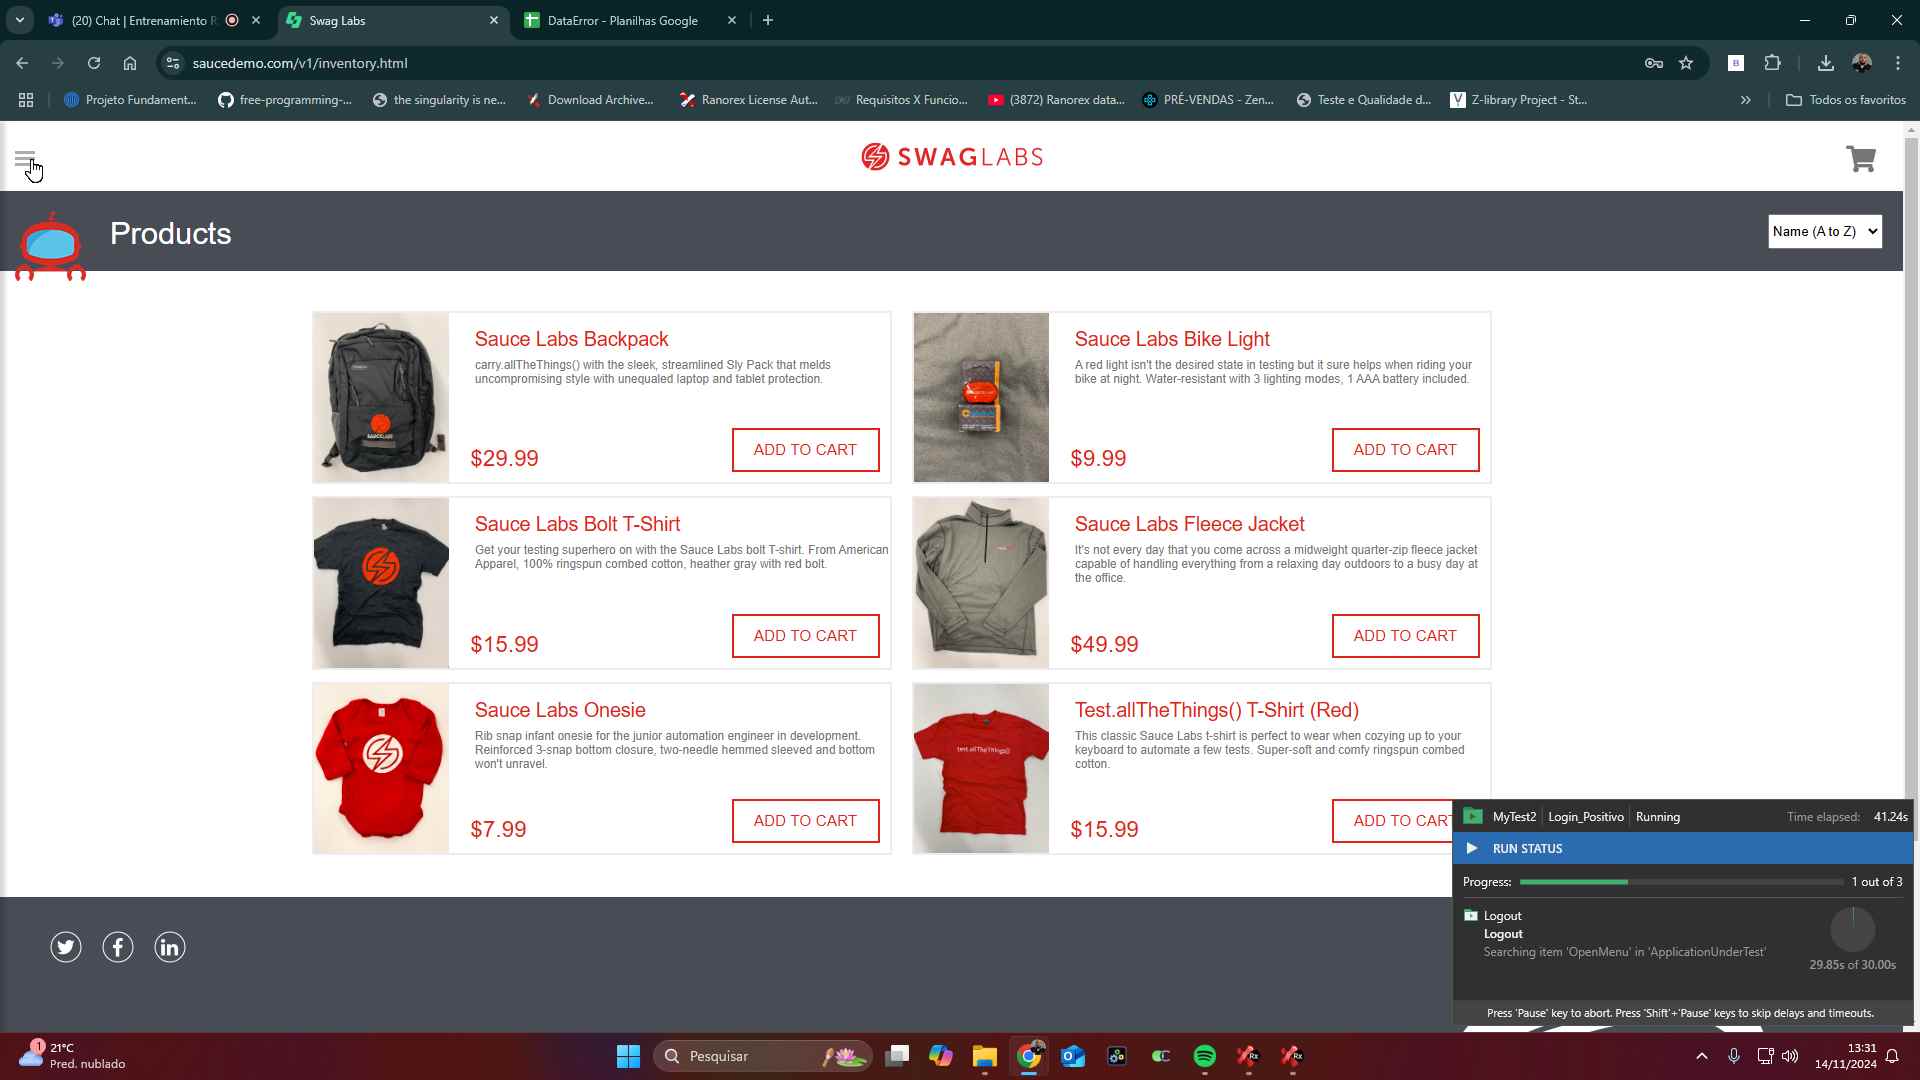 (20) Chat | Entrenamiento R
Swag Labs
DataError - Planilhas Google
saucedemo.com/v1/inventory.html
Projeto Fundament...
free-programming-...
the singularity is ne...
Download Archive...
Ranorex License Aut...
Requisitos X Funcio...
(3872) Ranorex data...
PRÉ-VENDAS - Zen...
Teste e Qualidade d...
Z-library Project - St...
Todos os favoritos
SWAGLABS
Products
Name (A to Z)
Sauce Labs Backpack
carry.allTheThings() with the sleek, streamlined Sly Pack that melds
uncompromising style with unequaled laptop and tablet protection.
$29.99
ADD TO CART
Sauce Labs Bike Light
A red light isn't the desired state in testing but it sure helps when riding your
bike at night. Water-resistant with 3 lighting modes, 1 AAA battery included.
$9.99
ADD TO CART
Sauce Labs Bolt T-Shirt
Get your testing superhero on with the Sauce Labs bolt T-shirt. From American
Apparel, 100% ringspun combed cotton, heather gray with red bolt.
$15.99
ADD TO CART
Sauce Labs Fleece Jacket
It's not every day that you come across a midweight quarter-zip fleece jacket
capable of handling everything from a relaxing day outdoors to a busy day at
the office.
$49.99
ADD TO CART
Sauce Labs Onesie
Rib snap infant onesie for the junior automation engineer in development.
Reinforced 3-snap bottom closure, two-needle hemmed sleeved and bottom
won't unravel.
$7.99
ADD TO CART
test.allTheThings()
Test.allTheThings() T-Shirt (Red)
This classic Sauce Labs t-shirt is perfect to wear when cozying up to your
keyboard to automate a few tests. Super-soft and comfy ringspun combed
cotton.
$15.99
ADD TO CART
MyTest2 Login_Positivo Running Time elapsed: 41.24s
RUN STATUS
Progress: 1 out of 3
Logout
Logout
Searching item 'OpenMenu' in 'ApplicationUnderTest'
29.85s of 30.00s
Press 'Pause' key to abort. Press 'Shift'+'Pause' keys to skip delays and timeouts.
1
21°C
Pred. nublado
Pesquisar
13:31
14/11/2024